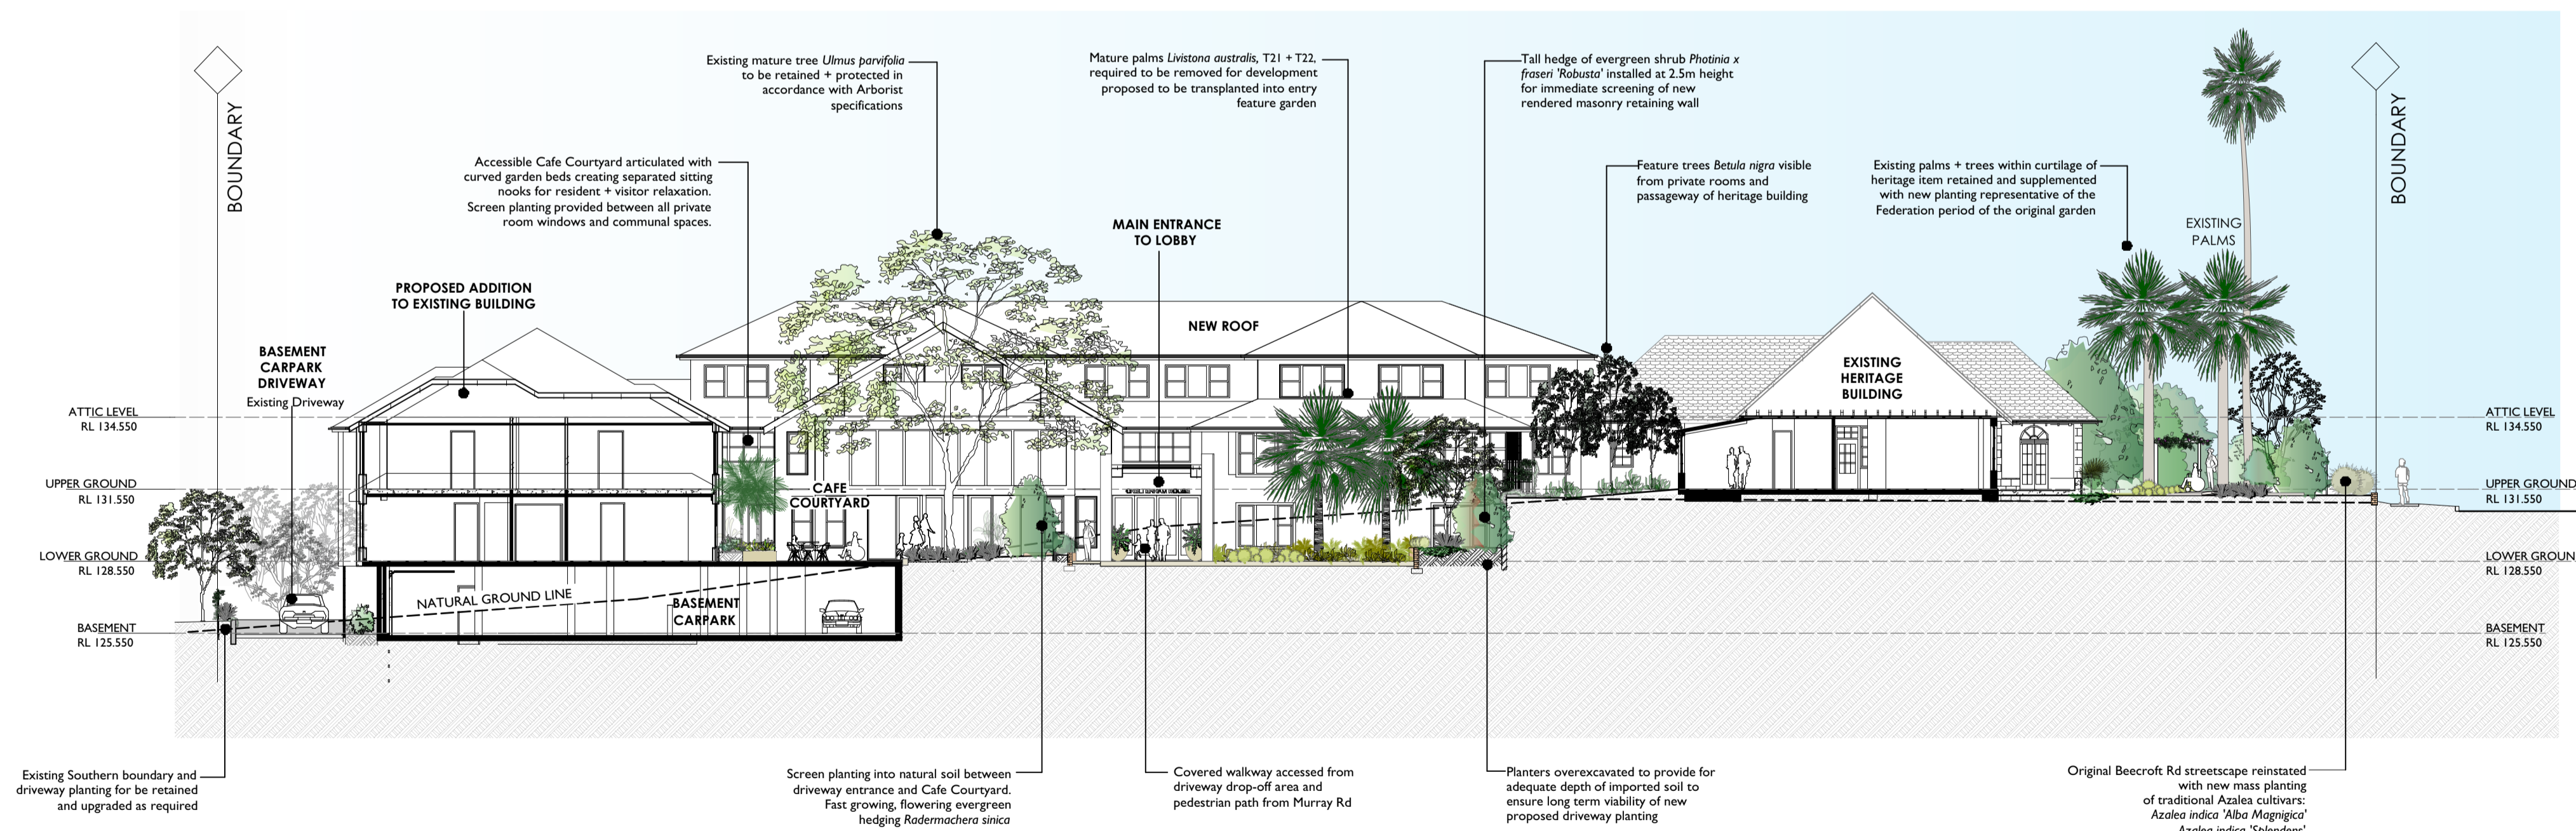 Existing mature tree Ulmus parvifolia
to be retained + protected in
accordance with Arborist
specifications
Mature palms Livistona australis, T21 + T22,
required to be removed for development
proposed to be transplanted into entry
feature garden
Tall hedge of evergreen shrub Photinia x
fraseri 'Robusta' installed at 2.5m height
for immediate screening of new
rendered masonry retaining wall
BOUNDARY
BOUNDARY
Accessible Cafe Courtyard articulated with
curved garden beds creating separated sitting
nooks for resident + visitor relaxation.
Screen planting provided between all private
room windows and communal spaces.
Feature trees Betula nigra visible
from private rooms and
passageway of heritage building
Existing palms + trees within curtilage of
heritage item retained and supplemented
with new planting representative of the
Federation period of the original garden
MAIN ENTRANCE
TO LOBBY
EXISTING
PALMS
PROPOSED ADDITION
TO EXISTING BUILDING
NEW ROOF
BASEMENT
CARPARK
DRIVEWAY
Existing Driveway
EXISTING
HERITAGE
BUILDING
ATTIC LEVEL
RL 134.550
ATTIC LEVEL
RL 134.550
UPPER GROUND
RL 131.550
CAFE
COURTYARD
UPPER GROUND
RL 131.550
LOWER GROUND
RL 128.550
LOWER GROUN
RL 128.550
NATURAL GROUND LINE
BASEMENT
CARPARK
BASEMENT
RL 125.550
BASEMENT
RL 125.550
Existing Southern boundary and
driveway planting for be retained
and upgraded as required
Screen planting into natural soil between
driveway entrance and Cafe Courtyard.
Fast growing, flowering evergreen
hedging Radermachera sinica
Covered walkway accessed from
driveway drop-off area and
pedestrian path from Murray Rd
Planters overexcavated to provide for
adequate depth of imported soil to
ensure long term viability of new
proposed driveway planting
Original Beecroft Rd streetscape reinstated
with new mass planting
of traditional Azalea cultivars:
Azalea indica 'Alba Magnigica'
Azalea indica 'Splendens'